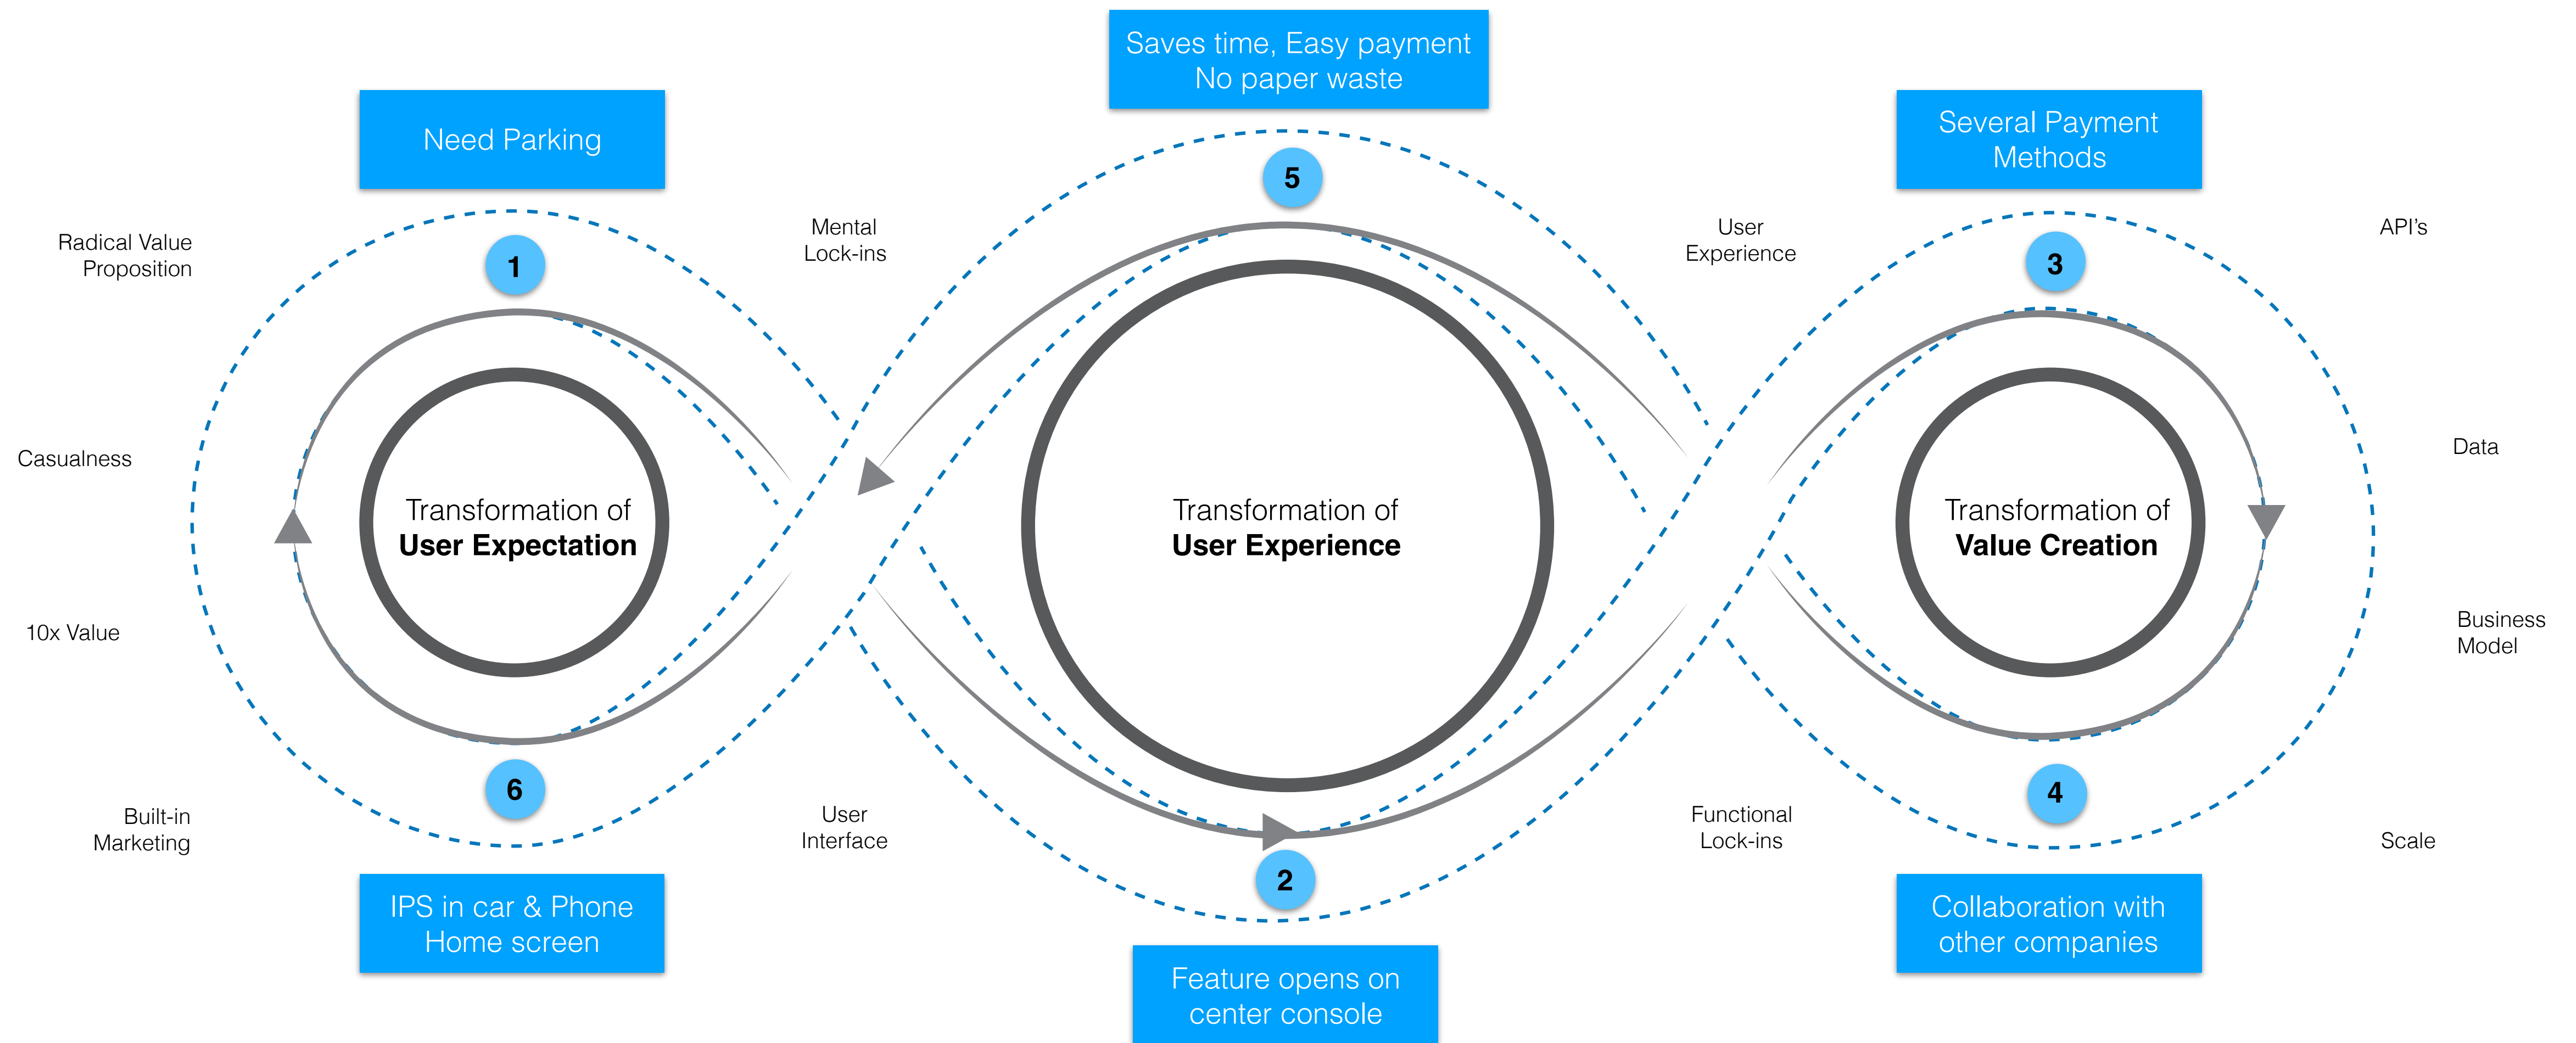 Saves time, Easy payment
No paper waste
Need Parking
Several Payment
Methods
5
Radical Value
Proposition
1
Mental
Lock-ins
User
Experience
3
API's
Casualness
Data
Transformation of
User Expectation
Transformation of
User Experience
Transformation of
Value Creation
10x Value
Business
Model
Built-in
Marketing
6
User
Interface
2
Functional
Lock-ins
4
Scale
IPS in car & Phone
Home screen
Feature opens on
center console
Collaboration with
other companies